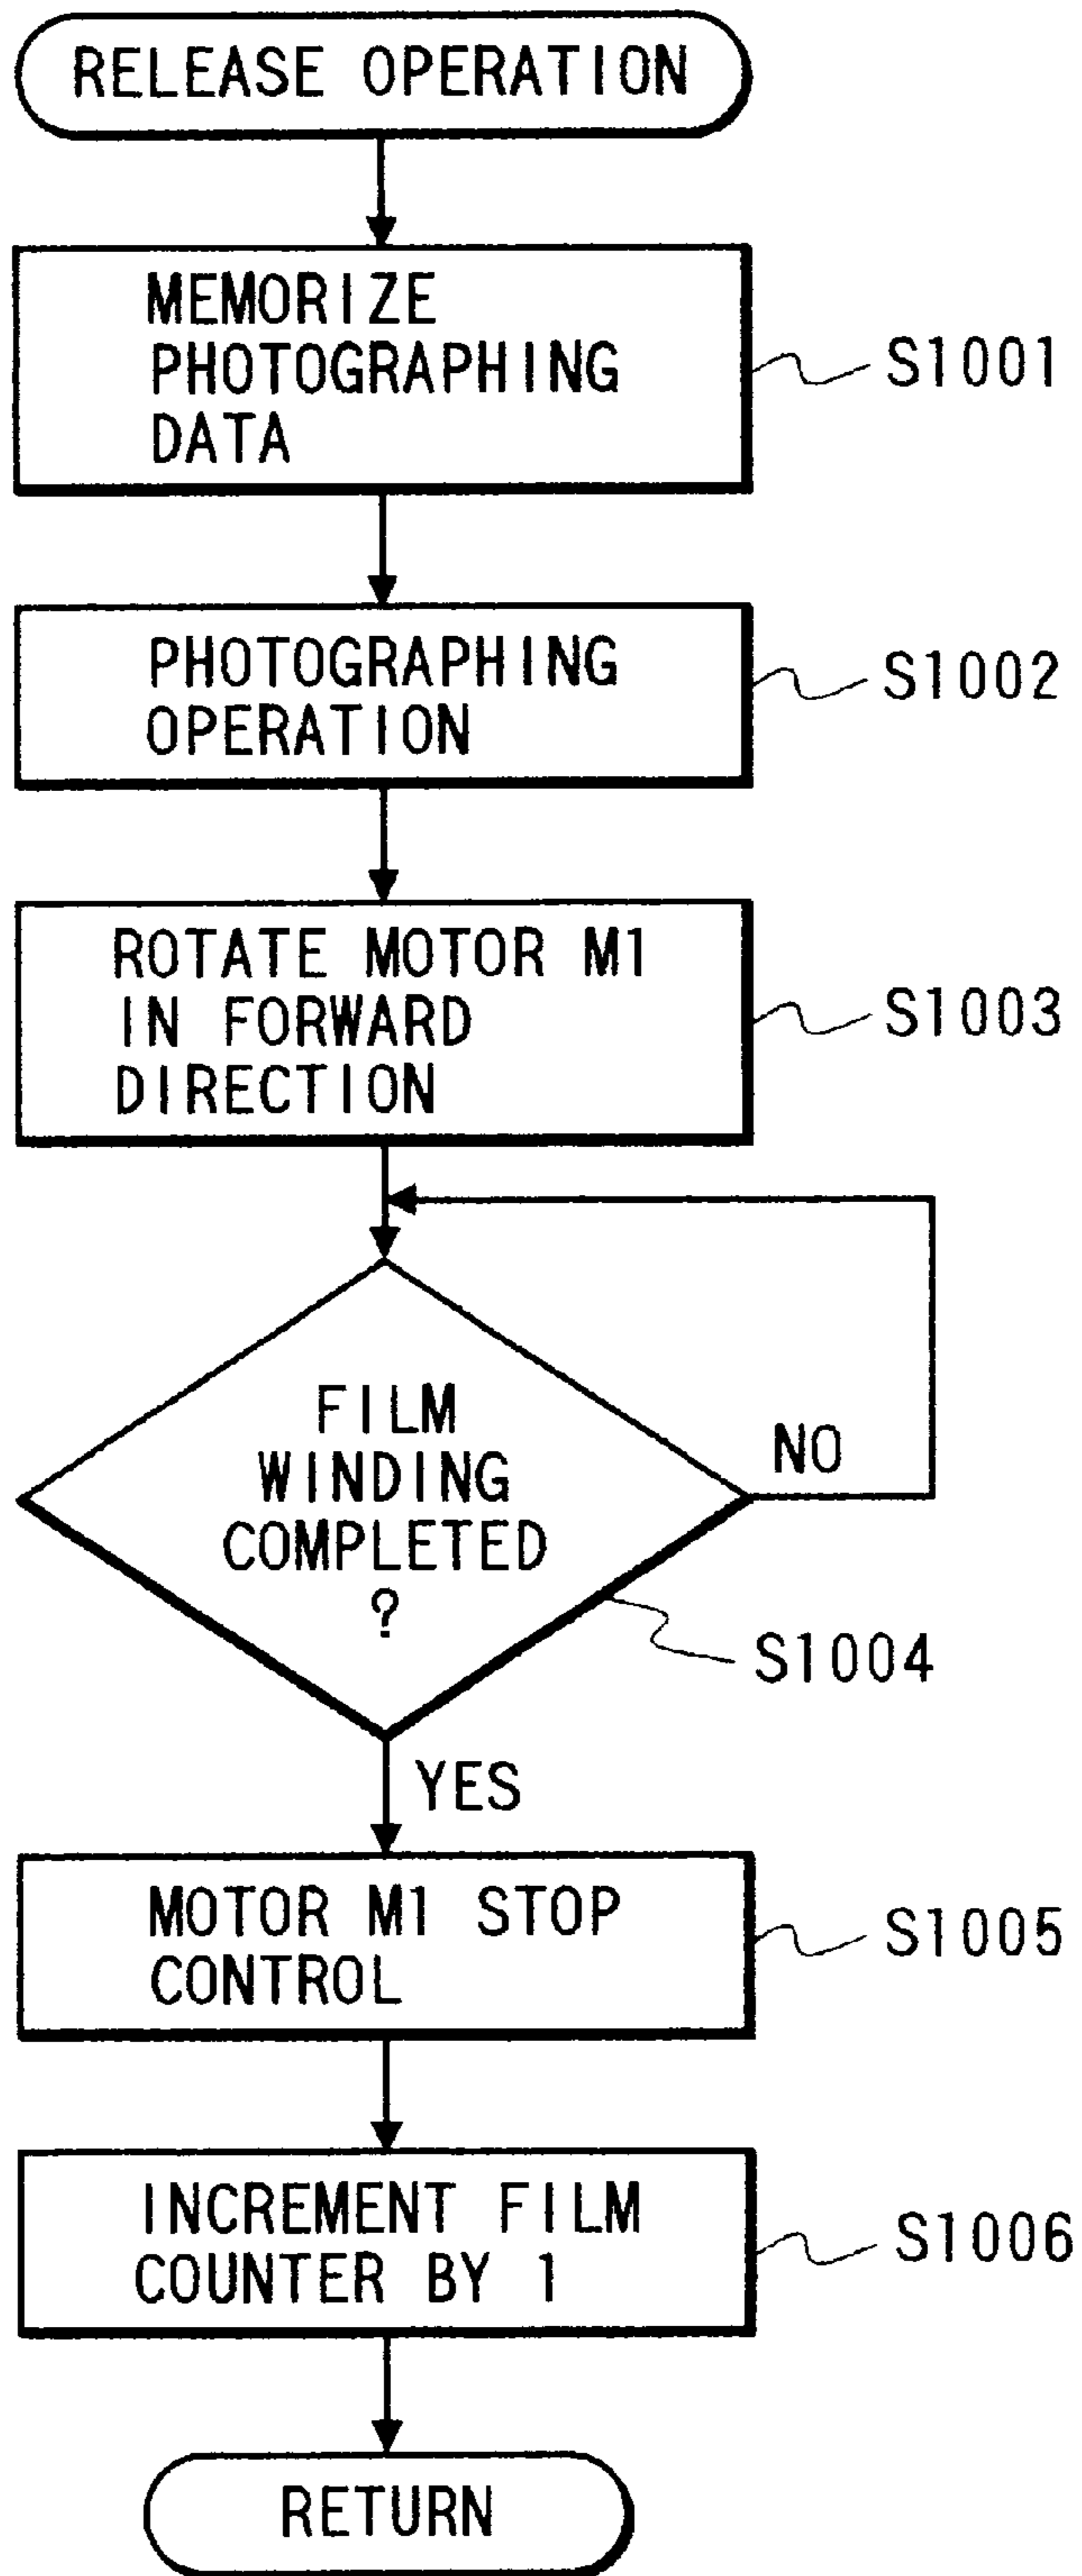 RELEASE OPERATION
MEMORIZE
PHOTOGRAPHING
DATA
S1001
PHOTOGRAPHING
OPERATION
S1002
ROTATE MOTOR M1
IN FORWARD
DIRECTION
S1003
FILM
WINDING
COMPLETED
?
NO
S1004
YES
MOTOR M1 STOP
CONTROL
S1005
INCREMENT FILM
COUNTER BY 1
S1006
RETURN